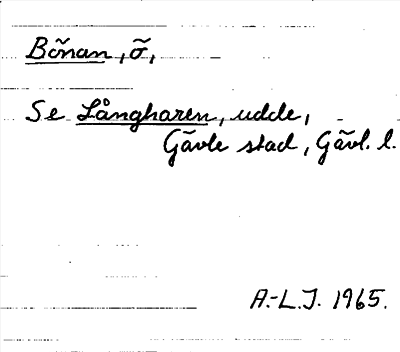 Bönan, ö,
Se Långharen, udde,
Gävle stad, Gävl. l.
A.-L.J. 1965.